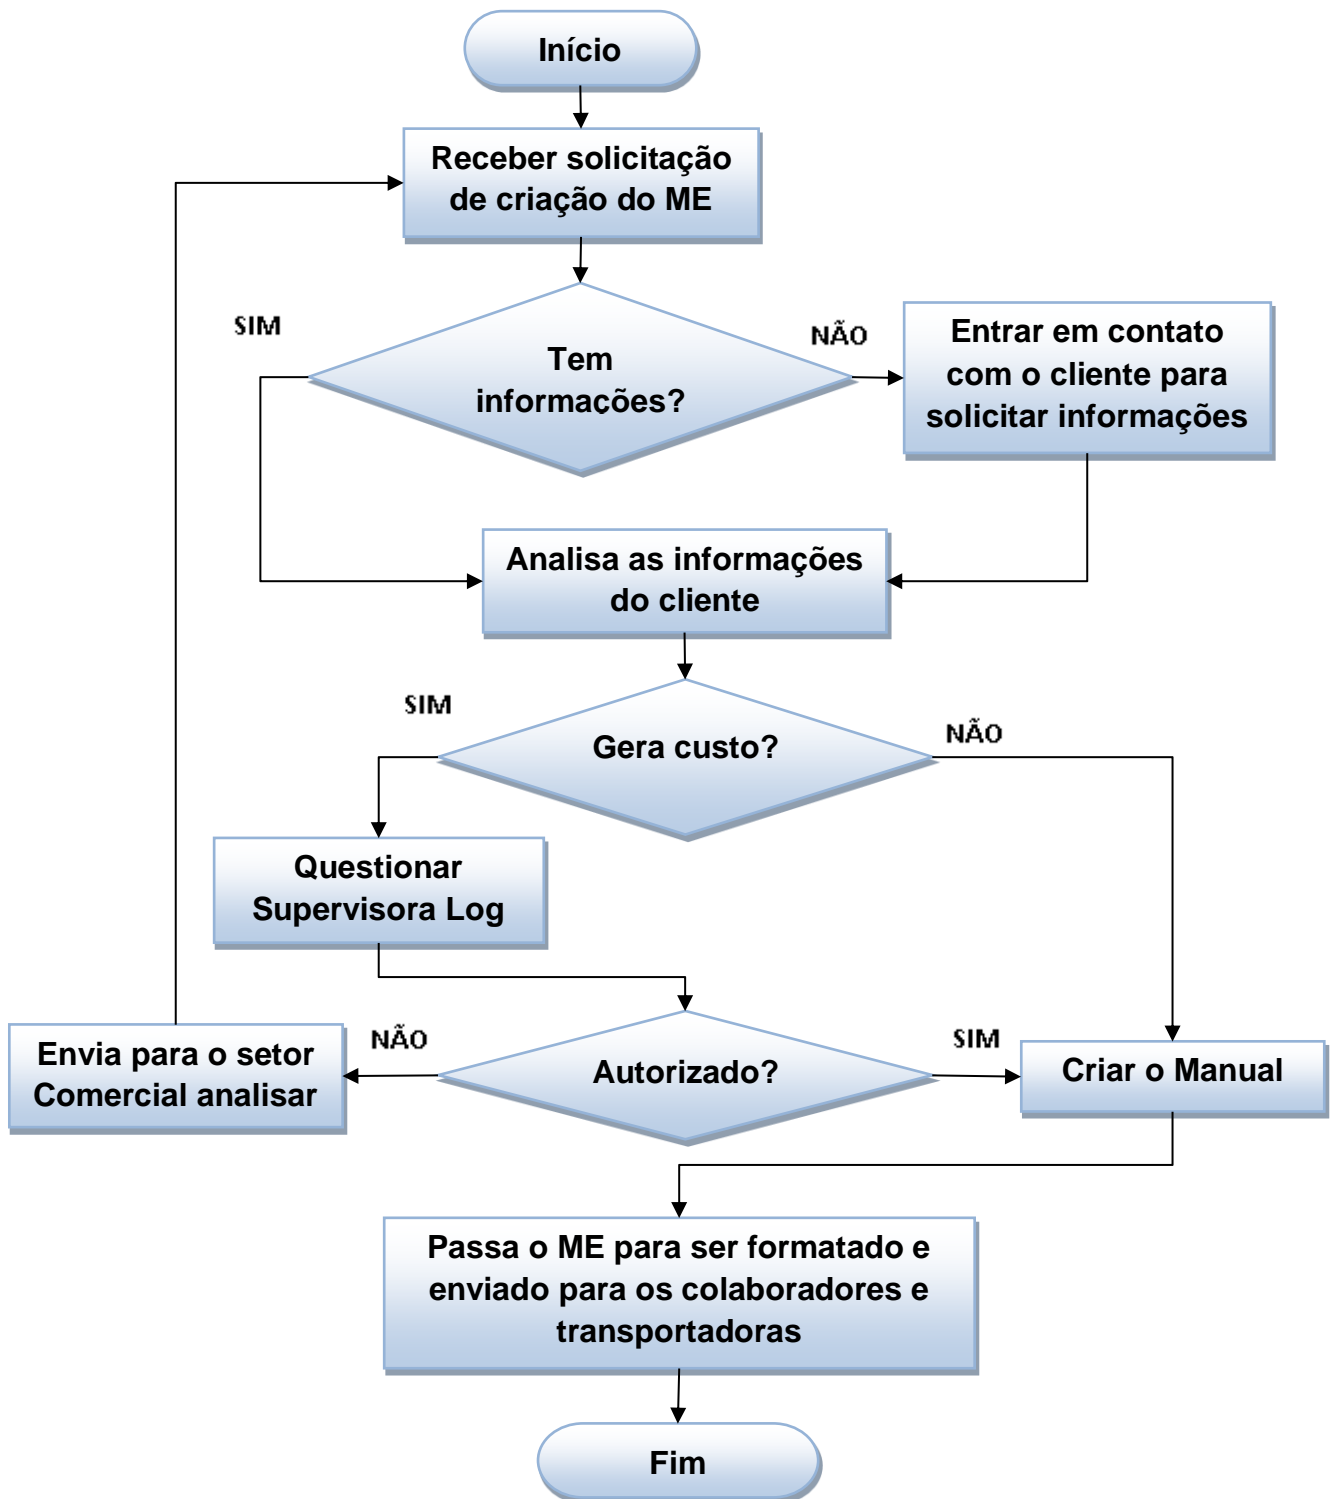 Início
Receber solicitação
de criação do ME
SIM
Tem
informações?
NÃO
Entrar em contato
com o cliente para
solicitar informações
Analisa as informações
do cliente
SIM
Gera custo?
NÃO
Questionar
Supervisora Log
Envia para o setor
Comercial analisar
NÃO
Autorizado?
SIM
Criar o Manual
Passa o ME para ser formatado e
enviado para os colaboradores e
transportadoras
Fim